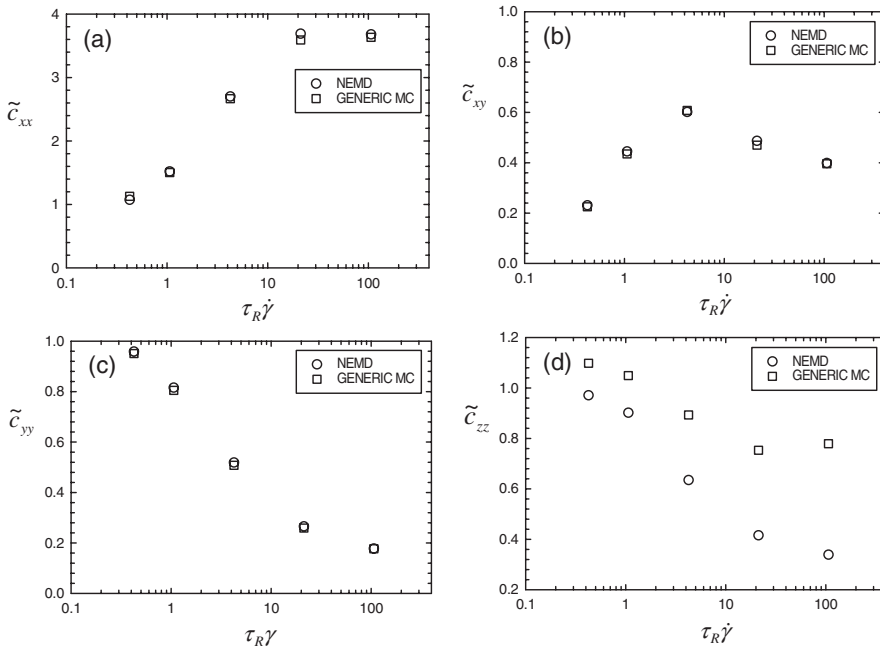 (a)
NEMD
GENERIC MC
c̃xx
4
3
2
1
0
0.1 1 10 100
τR γ̇
(b)
NEMD
GENERIC MC
c̃xy
1.0
0.8
0.6
0.4
0.2
0.0
0.1 1 10 100
τR γ̇
(c)
NEMD
GENERIC MC
c̃yy
1.0
0.8
0.6
0.4
0.2
0.0
0.1 1 10 100
τR γ
(d)
NEMD
GENERIC MC
c̃zz
1.2
1.0
0.8
0.6
0.4
0.2
0.1 1 10 100
τR γ̇